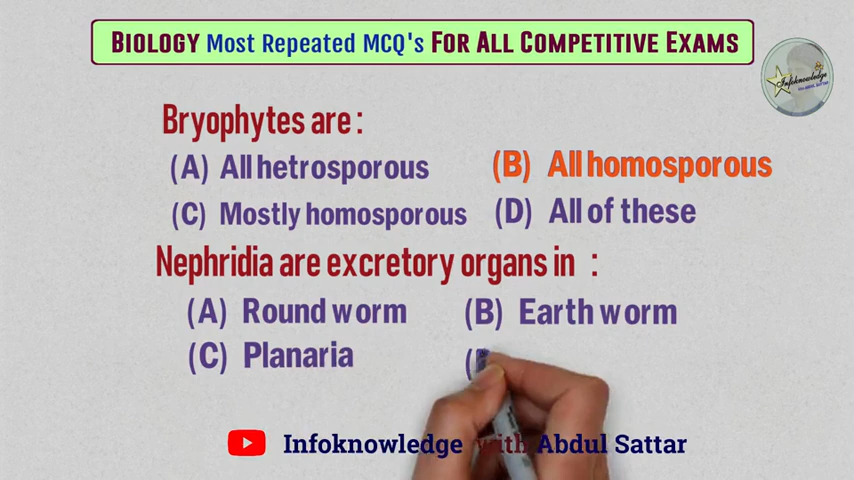 BIOLOGY Most Repeated MCQ's FOR ALL COMPETITIVE EXAMS
Infoknowledge
Bryophytes are :
(A) All hetrosporous (B) All homosporous
(C) Mostly homosporous (D) All of these
Nephridia are excretory organs in :
(A) Round worm (B) Earth worm
(C) Planaria (
Infoknowledge with Abdul Sattar